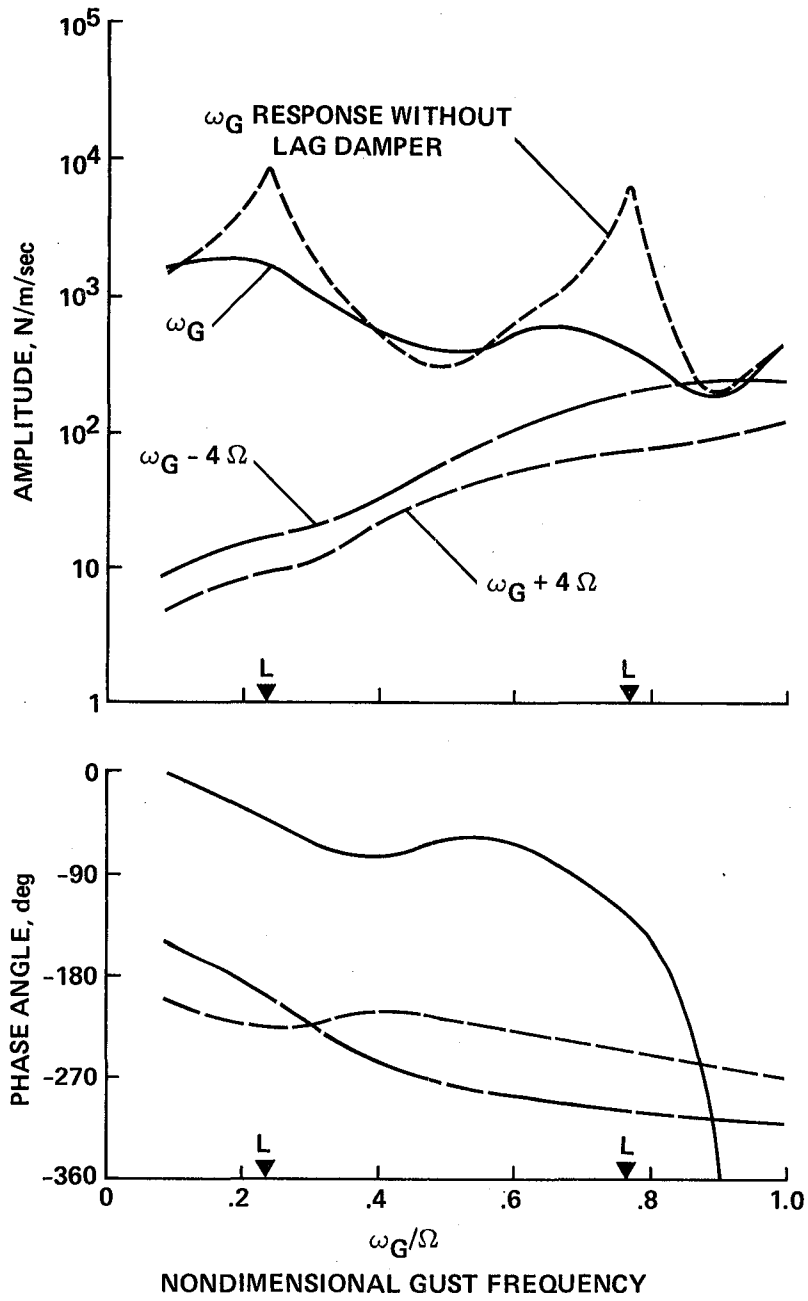 10^5
ω_G RESPONSE WITHOUT
LAG DAMPER
10^4
10^3
ω_G
10^2
ω_G - 4 Ω
10
ω_G + 4 Ω
L
L
1
AMPLITUDE, N/m/sec
0
-90
-180
-270
-360
PHASE ANGLE, deg
L
L
0
.2
.4
.6
.8
1.0
ω_G/Ω
NONDIMENSIONAL GUST FREQUENCY